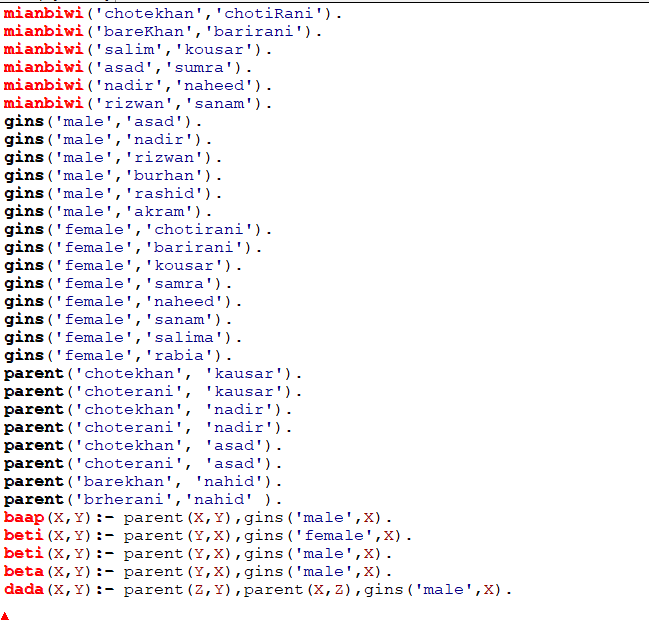 mianbiwi('chotekhan','chotiRani').
mianbiwi('bareKhan','barirani').
mianbiwi('salim','kousar').
mianbiwi('asad','sumra').
mianbiwi('nadir','naheed').
mianbiwi('rizwan','sanam').
gins('male','asad').
gins('male','nadir').
gins('male','rizwan').
gins('male','burhan').
gins('male','rashid').
gins('male','akram').
gins('female','chotirani').
gins('female','barirani').
gins('female','kousar').
gins('female','samra').
gins('female','naheed').
gins('female','sanam').
gins('female','salima').
gins('female','rabia').
parent('chotekhan', 'kausar').
parent('choterani', 'kausar').
parent('chotekhan', 'nadir').
parent('choterani', 'nadir').
parent('chotekhan', 'asad').
parent('choterani', 'asad').
parent('barekhan', 'nahid').
parent('brherani','nahid' ).
baap(X,Y):- parent(X,Y),gins('male',X).
beti(X,Y):- parent(Y,X),gins('female',X).
beti(X,Y):- parent(Y,X),gins('male',X).
beta(X,Y):- parent(Y,X),gins('male',X).
dada(X,Y):- parent(Z,Y),parent(X,Z),gins('male',X).